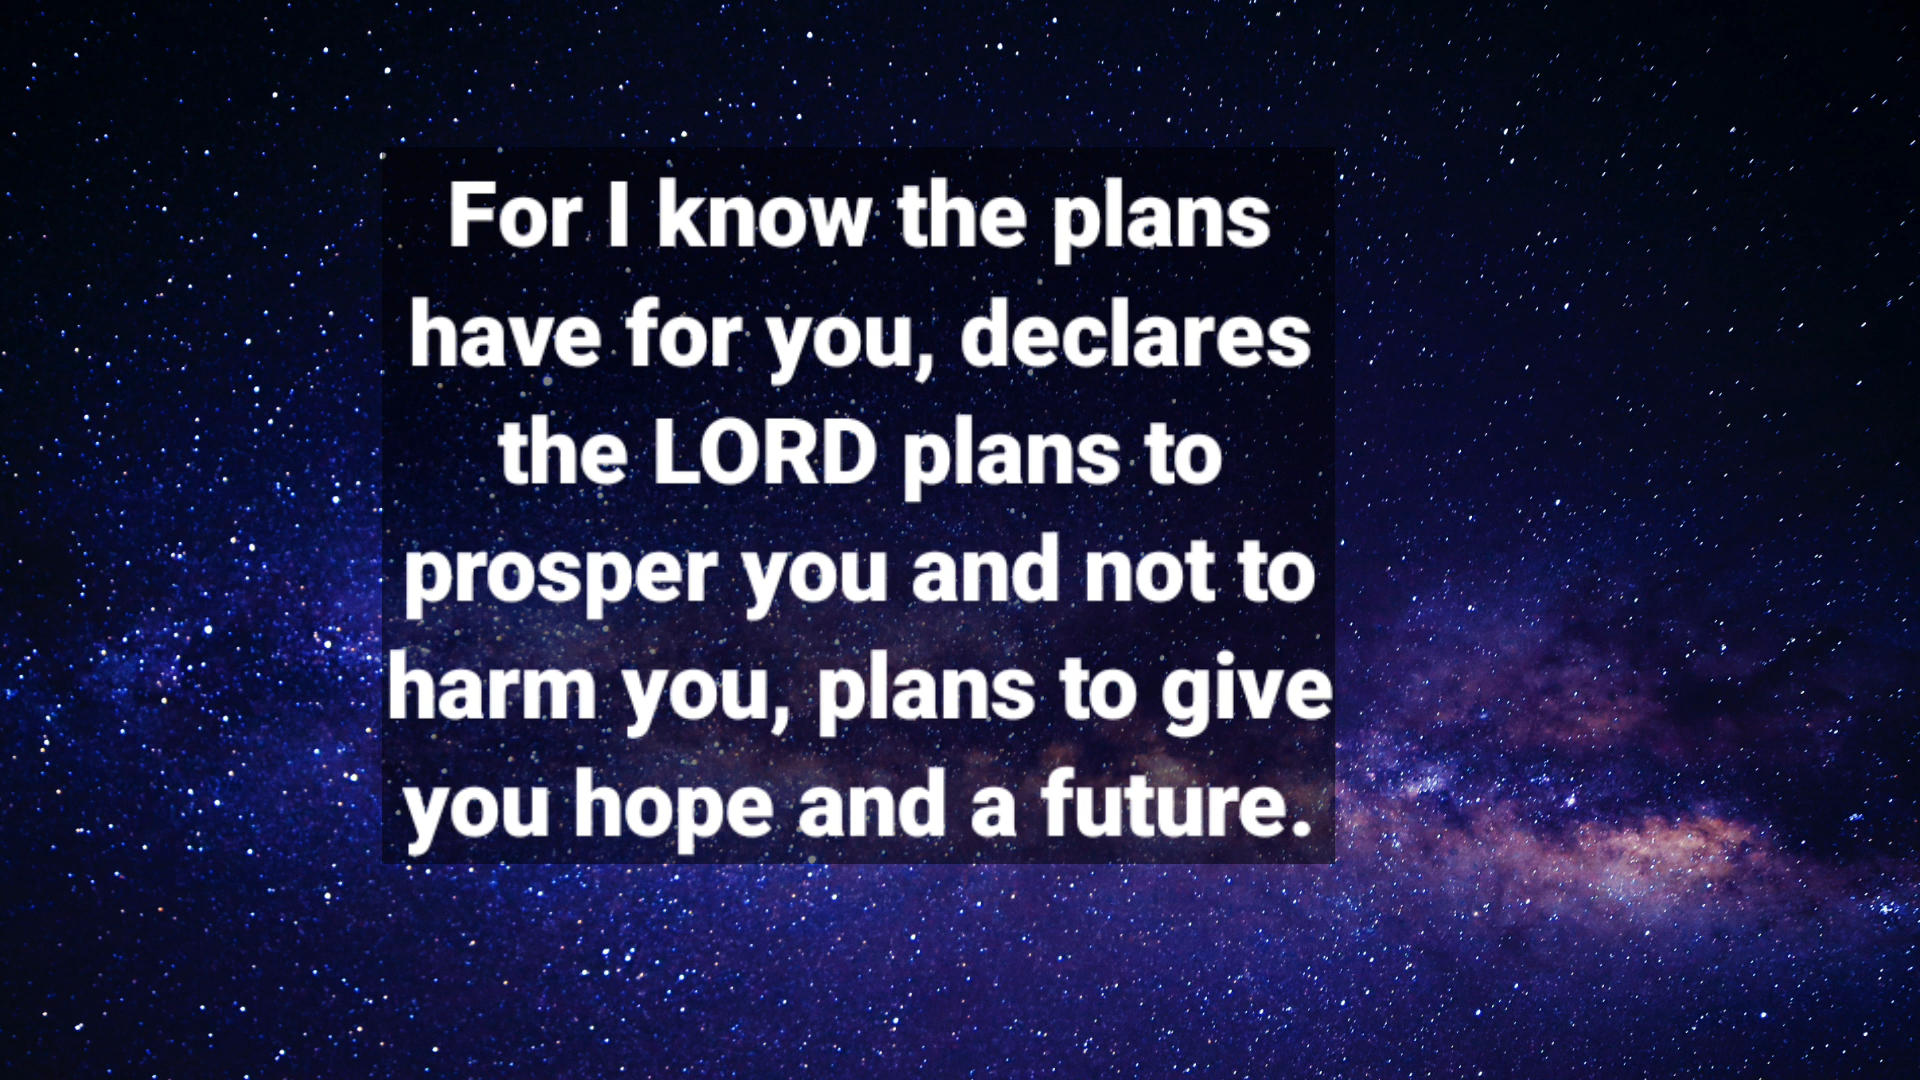 For I know the plans
have for you, declares
the LORD plans to
prosper you and not to
harm you, plans to give
you hope and a future.